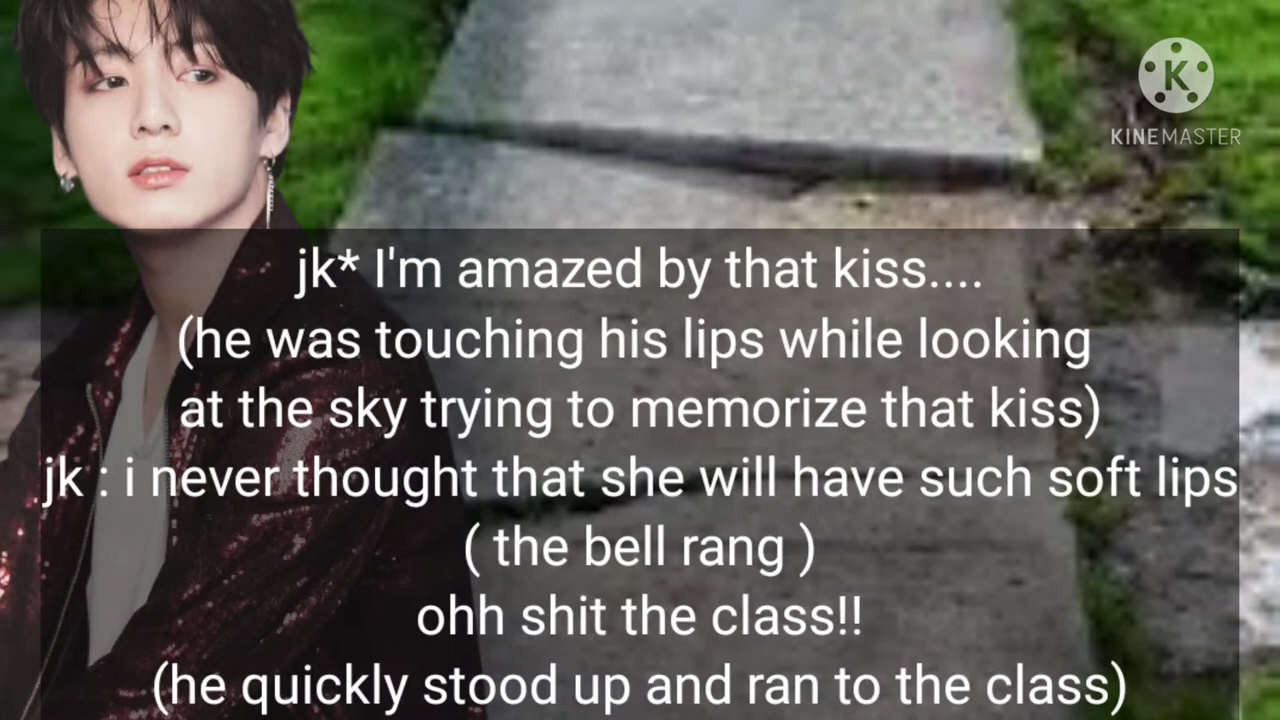 K
KINEMASTER
jk* I'm amazed by that kiss....
(he was touching his lips while looking
at the sky trying to memorize that kiss)
jk : i never thought that she will have such soft lips
( the bell rang )
ohh shit the class!!
(he quickly stood up and ran to the class)